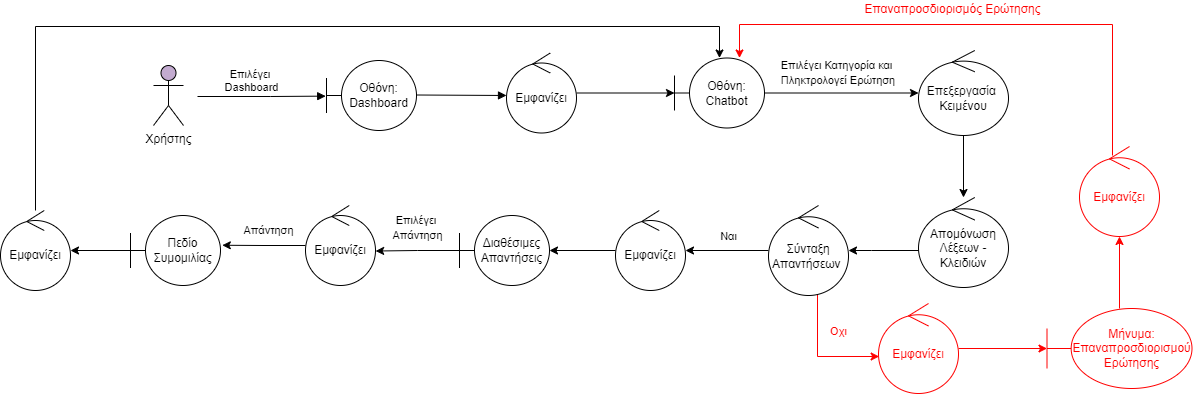 Επαναπροσδιορισμός Ερώτησης
Επιλέγει
Dashboard
Οθόνη:
Dashboard
Εμφανίζει
Οθόνη:
Chatbot
Επιλέγει Κατηγορία και
Πληκτρολογεί Ερώτηση
Επεξεργασία
Κειμένου
Χρήστης
Εμφανίζει
Εμφανίζει
Πεδίο
Συμομιλίας
Απάντηση
Εμφανίζει
Επιλέγει
Απάντηση
Διαθέσιμες
Απαντήσεις
Εμφανίζει
Ναι
Σύνταξη
Απαντήσεων
Απομόνωση
Λέξεων -
Κλειδιών
Οχι
Εμφανίζει
Μήνυμα:
Επαναπροσδιορισμού
Ερώτησης